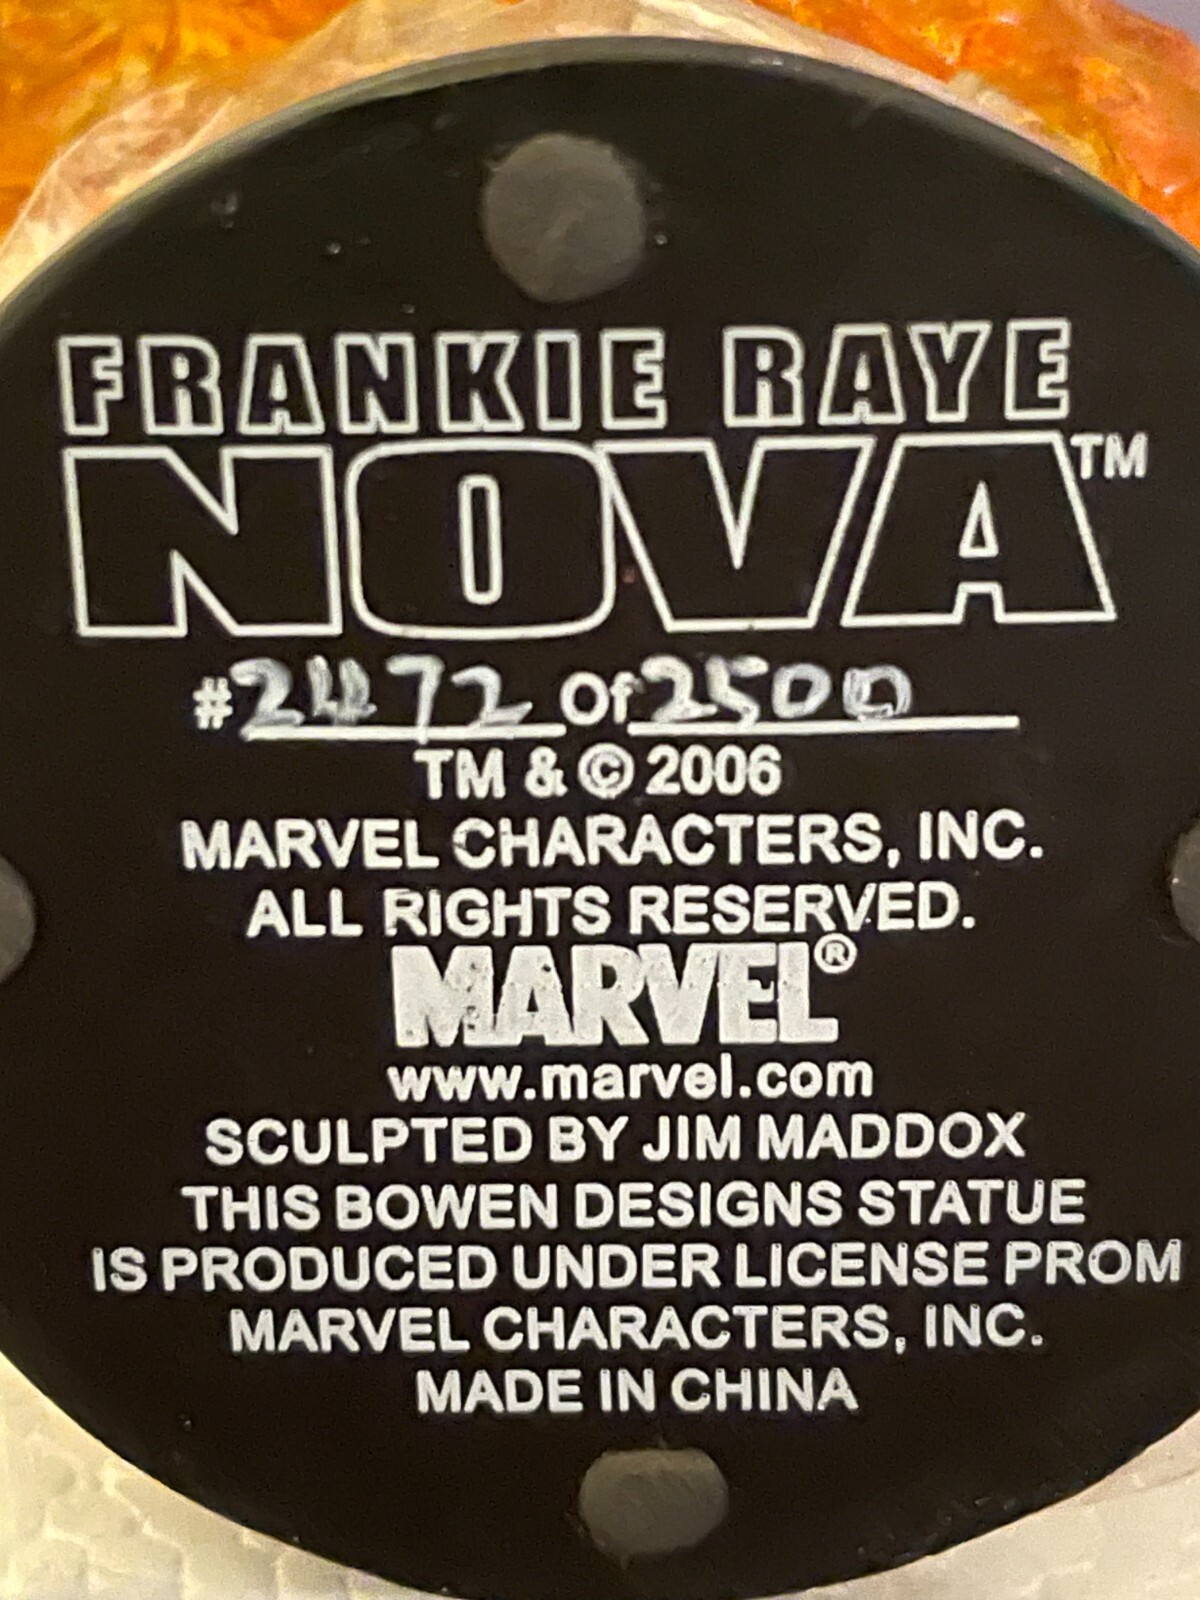 FRANKIE RAYE
NOVA™
#2472 Of 2500
TM & © 2006
MARVEL CHARACTERS, INC.
ALL RIGHTS RESERVED.
MARVEL®
www.marvel.com
SCULPTED BY JIM MADDOX
THIS BOWEN DESIGNS STATUE
IS PRODUCED UNDER LICENSE PROM
MARVEL CHARACTERS, INC.
MADE IN CHINA